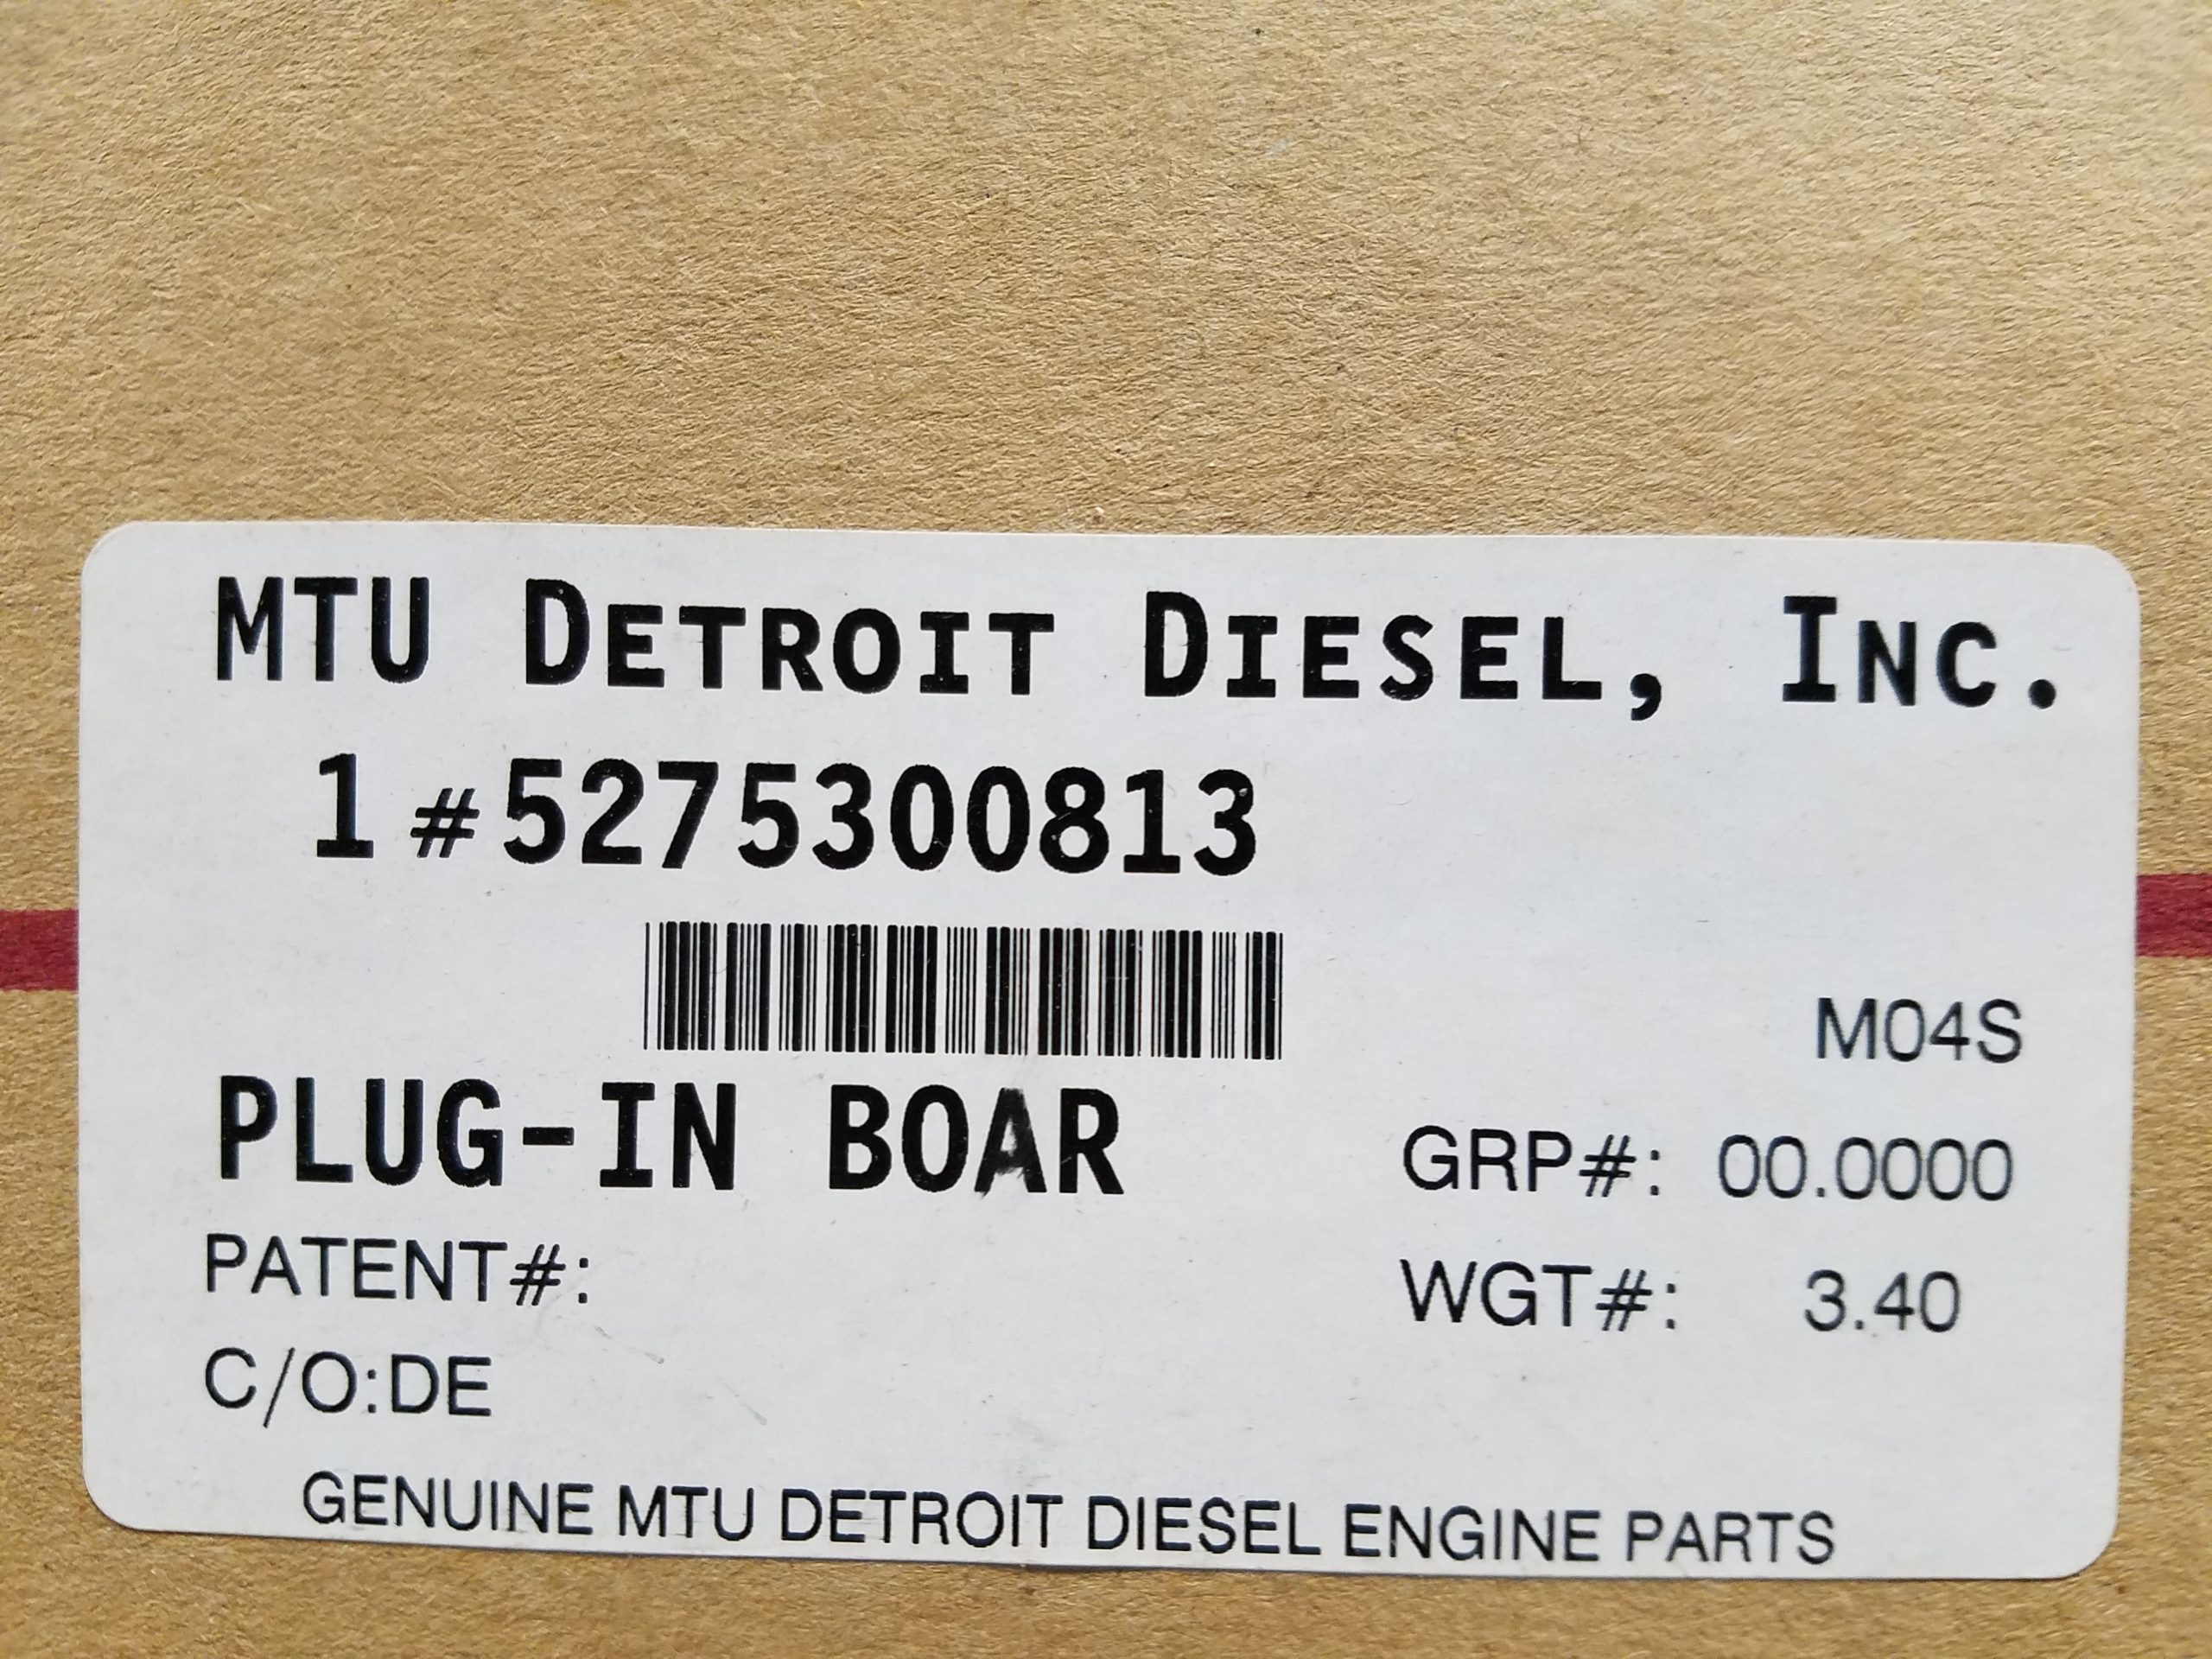 MTU DETROIT DIESEL, INC.
1 #5275300813
M04S
PLUG-IN BOAR
GRP#: 00.0000
PATENT#:
WGT#: 3.40
C/O:DE
GENUINE MTU DETROIT DIESEL ENGINE PARTS